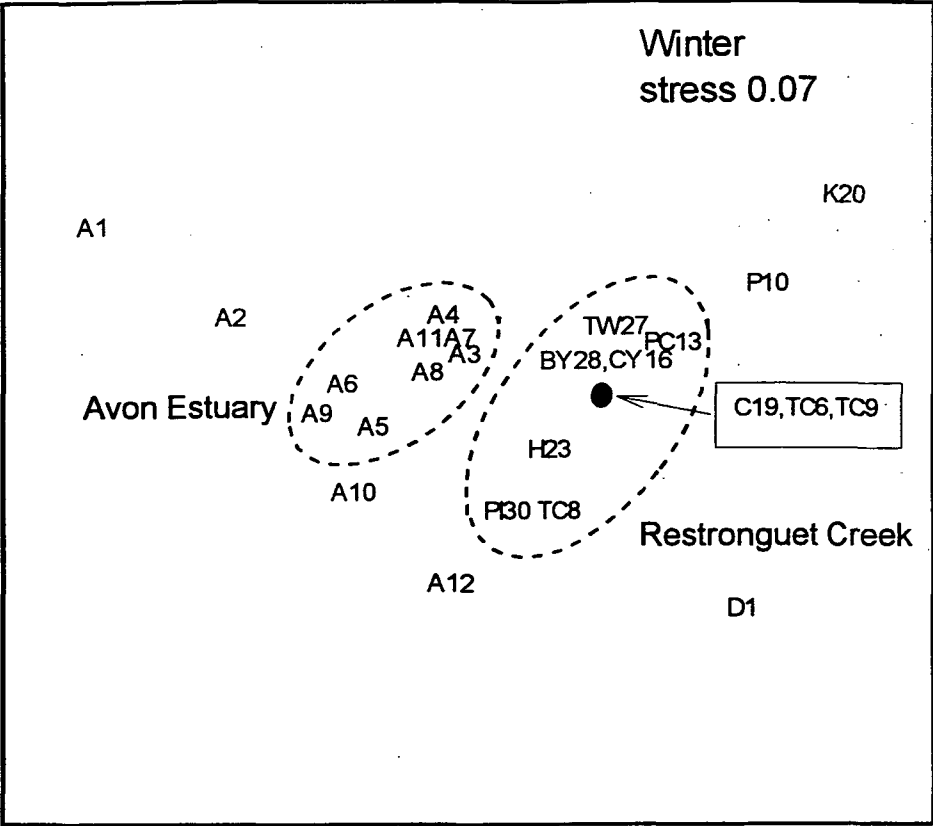 Winter
stress 0.07
K20
A1
P10
A2
A4
TW27
A11A7
PC13
A3
BY28,CY16
A8
A6
C19,TC6,TC9
Avon Estuary
A9
A5
H23
A10
PI30 TC8
Restronguet Creek
A12
D1